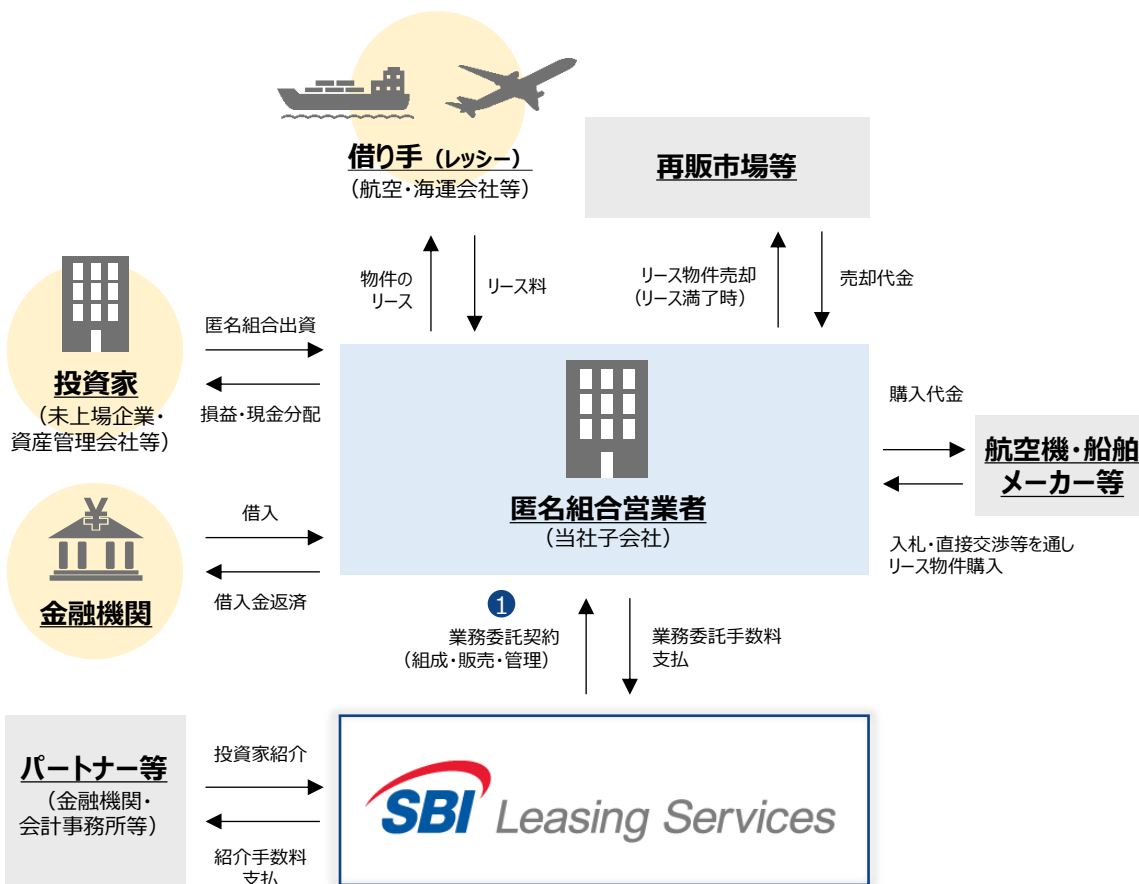 借り手（レッシー）
（航空・海運会社等）
再販市場等
物件の
リース
リース料
リース物件売却
（リース満了時）
売却代金
投資家
（未上場企業・
資産管理会社等）
匿名組合出資
損益・現金分配
匿名組合営業者
（当社子会社）
購入代金
航空機・船舶
メーカー等
入札・直接交渉等を通し
リース物件購入
¥
金融機関
借入
借入金返済
1
業務委託契約
（組成・販売・管理）
業務委託手数料
支払
パートナー等
（金融機関・
会計事務所等）
投資家紹介
紹介手数料
支払
SBI Leasing Services